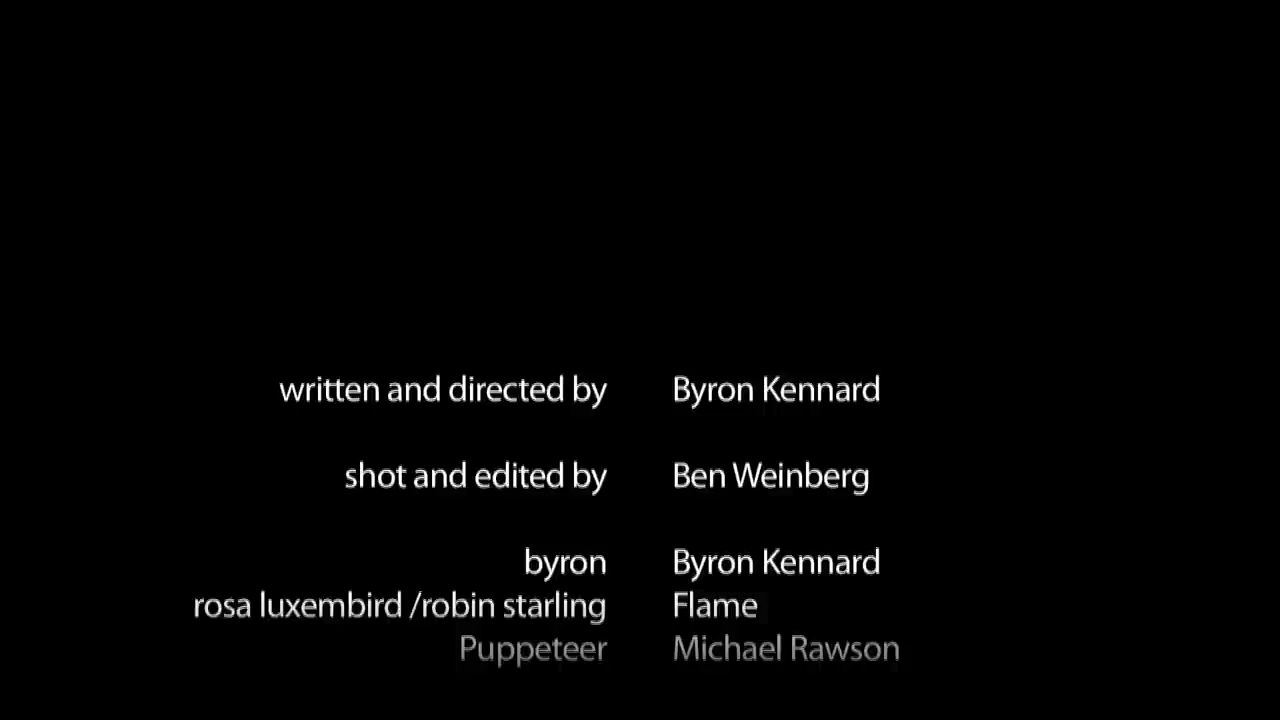 written and directed by Byron Kennard
shot and edited by Ben Weinberg
byron Byron Kennard
rosa luxembird /robin starling Flame
Puppeteer Michael Rawson